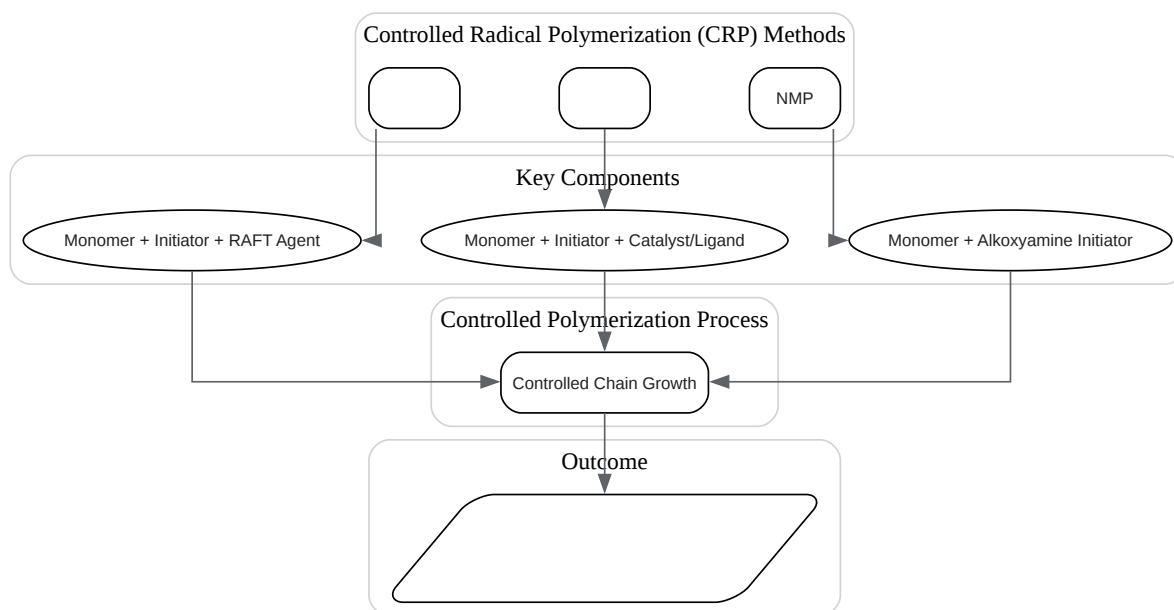 Controlled Radical Polymerization (CRP) Methods
NMP
Key Components
Monomer + Initiator + RAFT Agent
Monomer + Initiator + Catalyst/Ligand
Monomer + Alkoxyamine Initiator
Controlled Polymerization Process
Controlled Chain Growth
Outcome